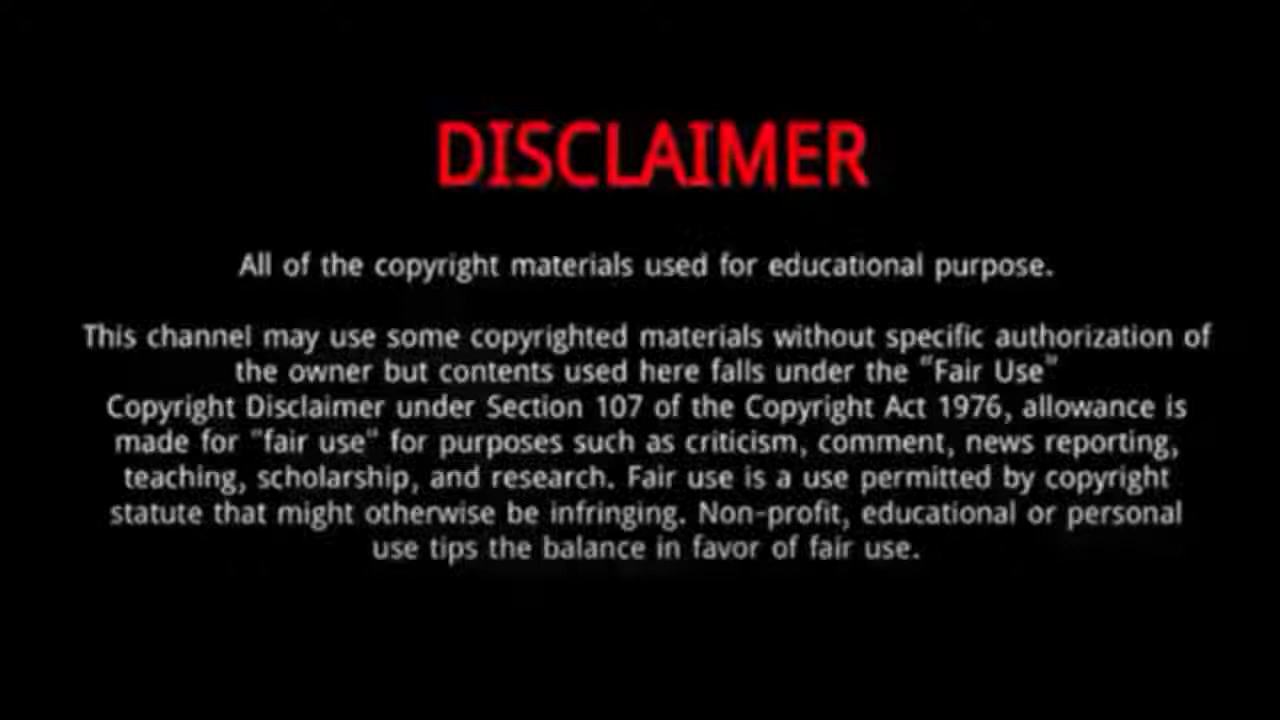 DISCLAIMER
All of the copyright materials used for educational purpose.
This channel may use some copyrighted materials without specific authorization of
the owner but contents used here falls under the “Fair Use”
Copyright Disclaimer under Section 107 of the Copyright Act 1976, allowance is
made for "fair use" for purposes such as criticism, comment, news reporting,
teaching, scholarship, and research. Fair use is a use permitted by copyright
statute that might otherwise be infringing. Non-profit, educational or personal
use tips the balance in favor of fair use.